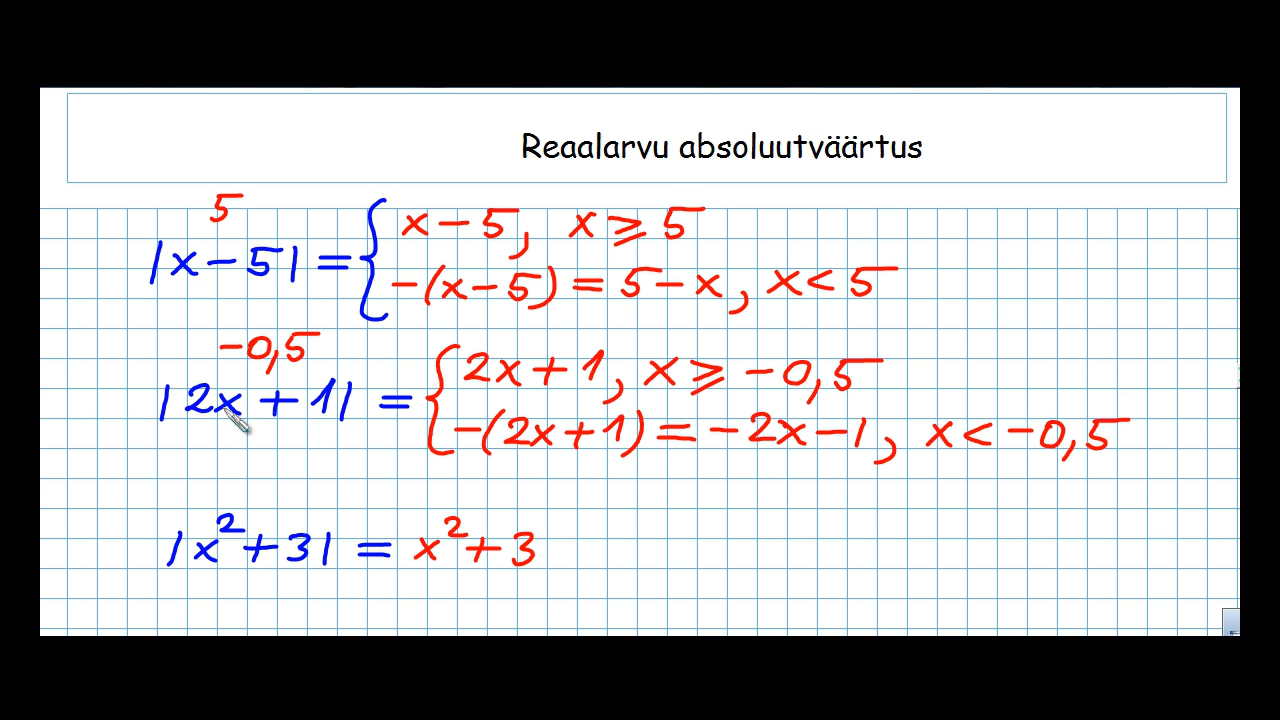 Reaalarvu absoluutväärtus
5
|x-5| = { x-5, x ≥ 5
-(x-5) = 5-x, x < 5
-0,5
|2x+1| = { 2x+1, x ≥ -0,5
-(2x+1) = -2x-1, x < -0,5
|x²+3| = x²+3